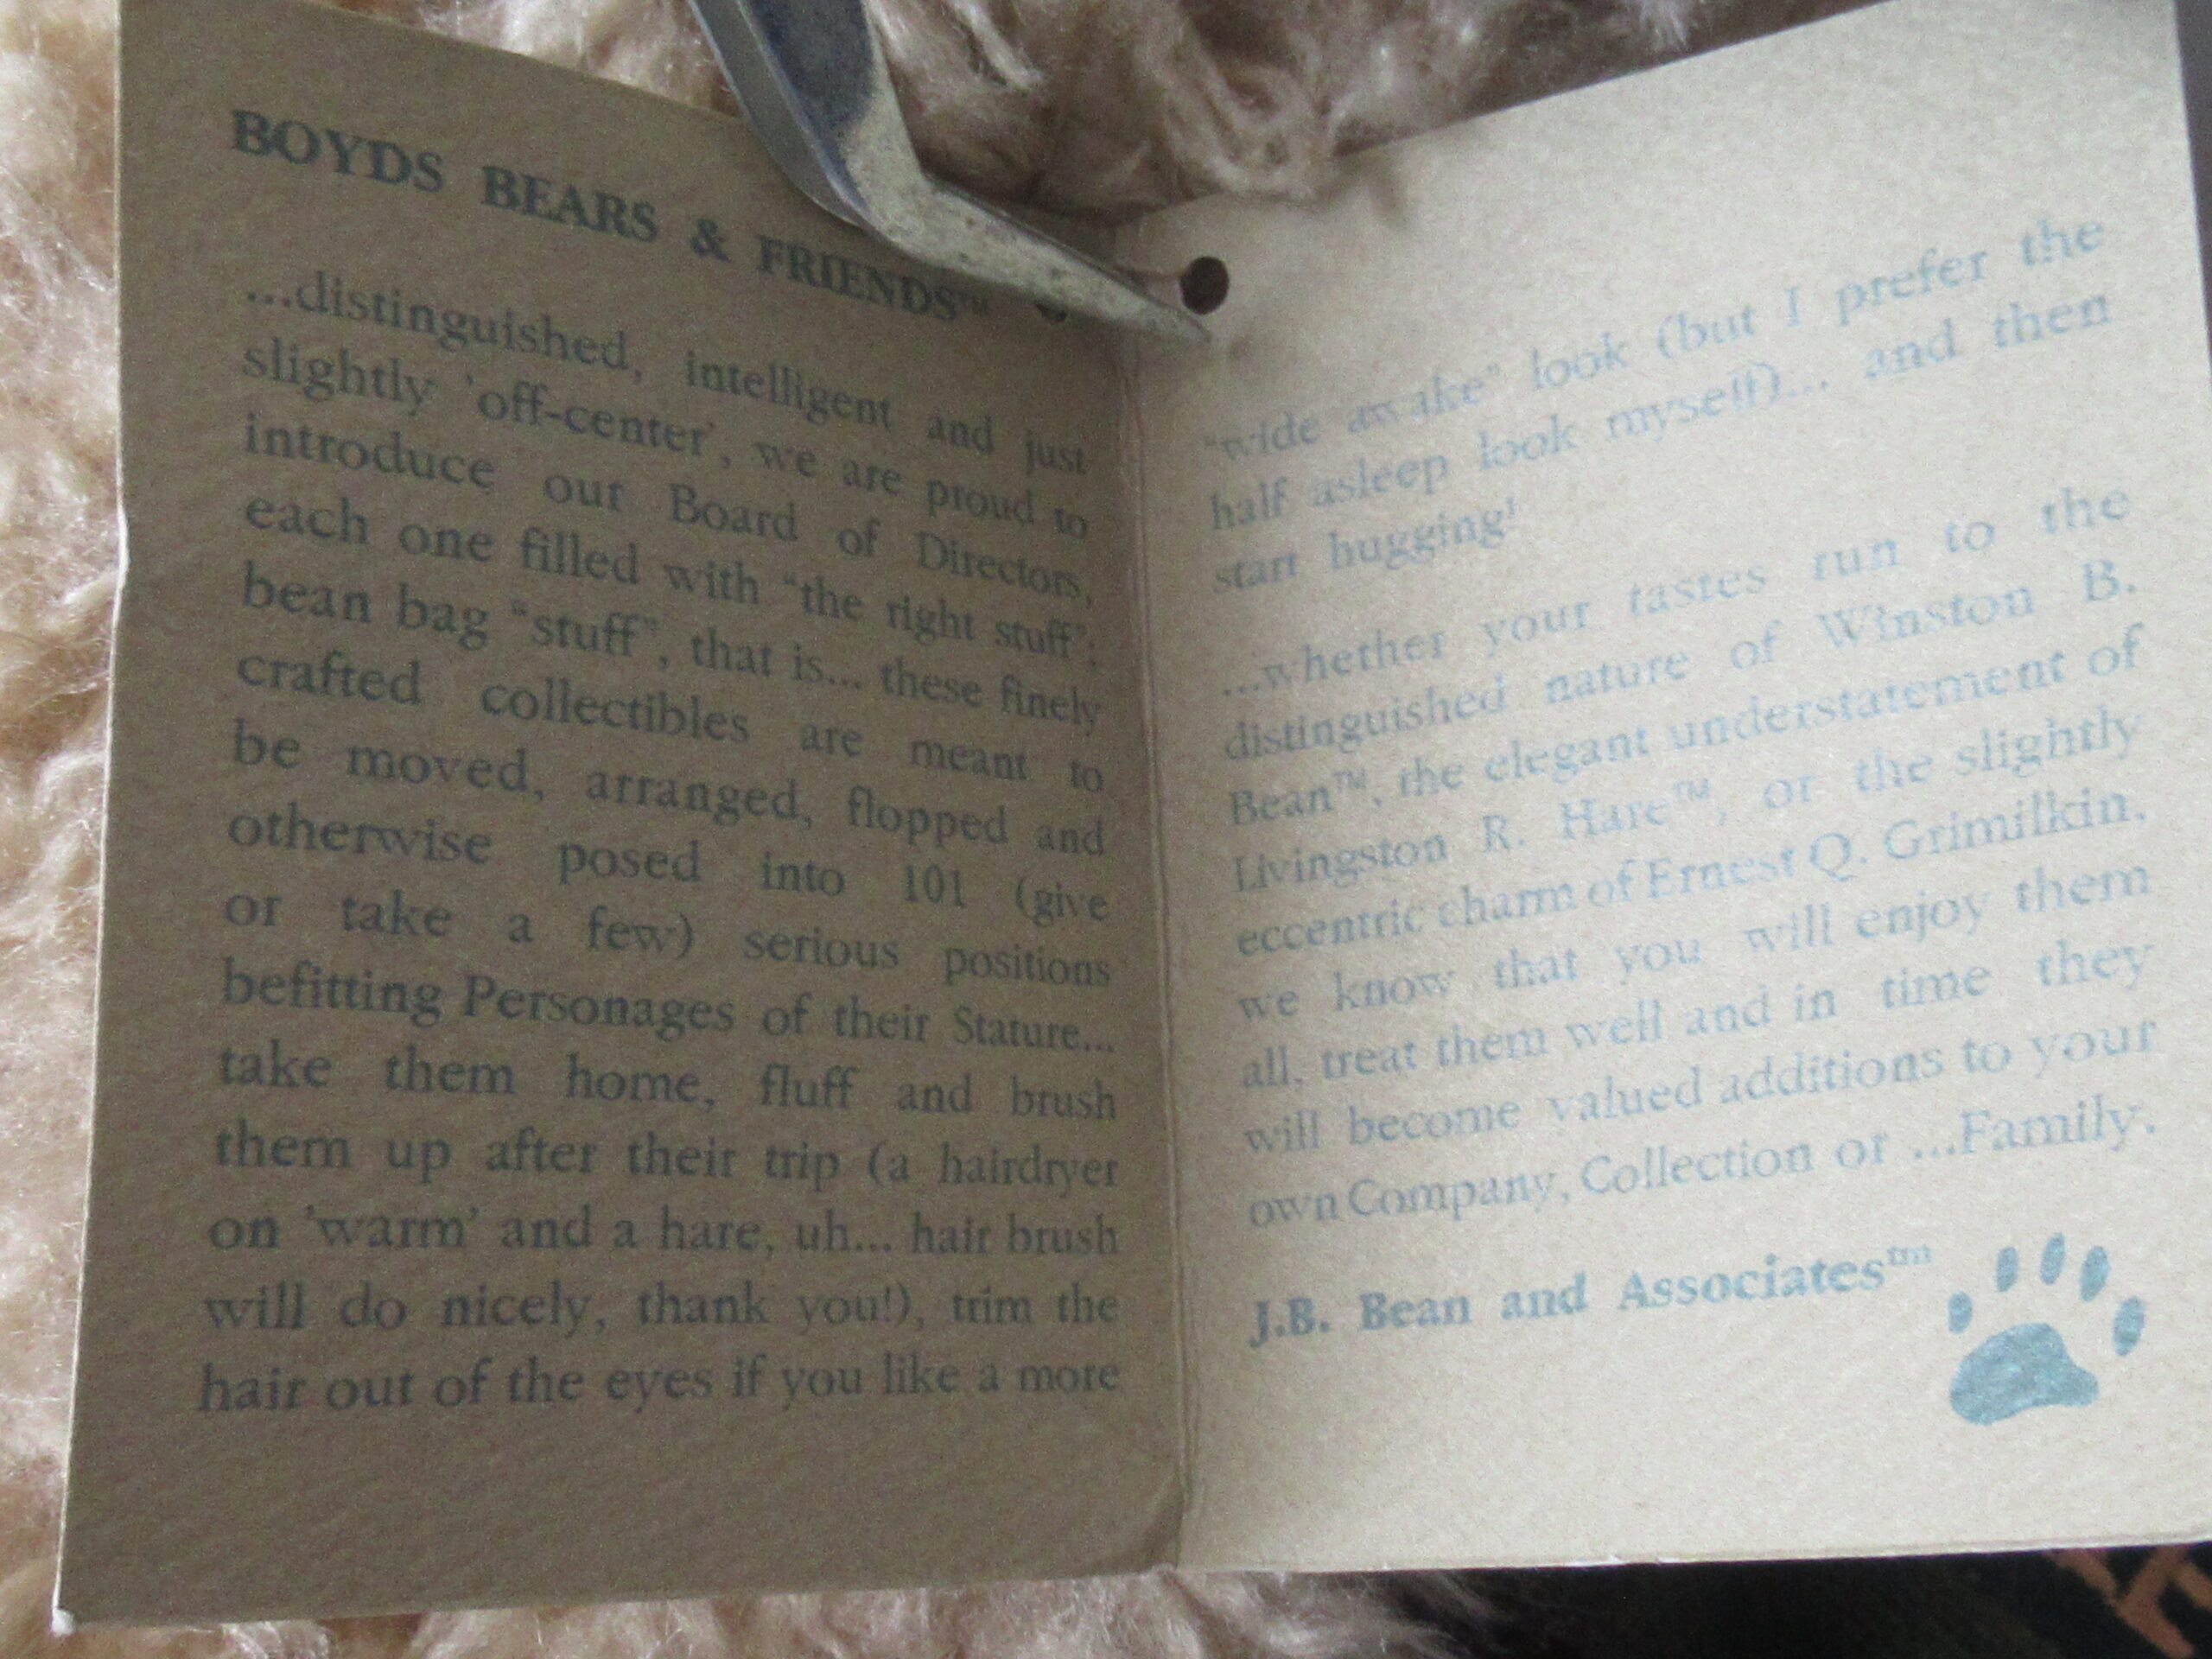 BOYDS BEARS & FRIENDS™
...distinguished, intelligent and just
slightly 'off-center', we are proud to
introduce our Board of Directors,
each one filled with "the right stuff";
bean bag "stuff", that is... these finely
crafted collectibles are meant to
be moved, arranged, flopped and
otherwise posed into 101 (give
or take a few) serious positions
befitting Personages of their Stature...
take them home, fluff and brush
them up after their trip (a hairdryer
on 'warm' and a hare, uh... hair brush
will do nicely, thank you!), trim the
hair out of the eyes if you like a more
"wide awake" look (but I prefer the
half asleep look myself)... and then
start hugging!
...whether your tastes run to the
distinguished nature of Winston B.
Bean™, the elegant understatement of
Livingston R. Hare™, or the slightly
eccentric charm of Ernest Q. Grimilkin,
we know that you will enjoy them
all, treat them well and in time they
will become valued additions to your
own Company, Collection or ...Family.
J.B. Bean and Associates™